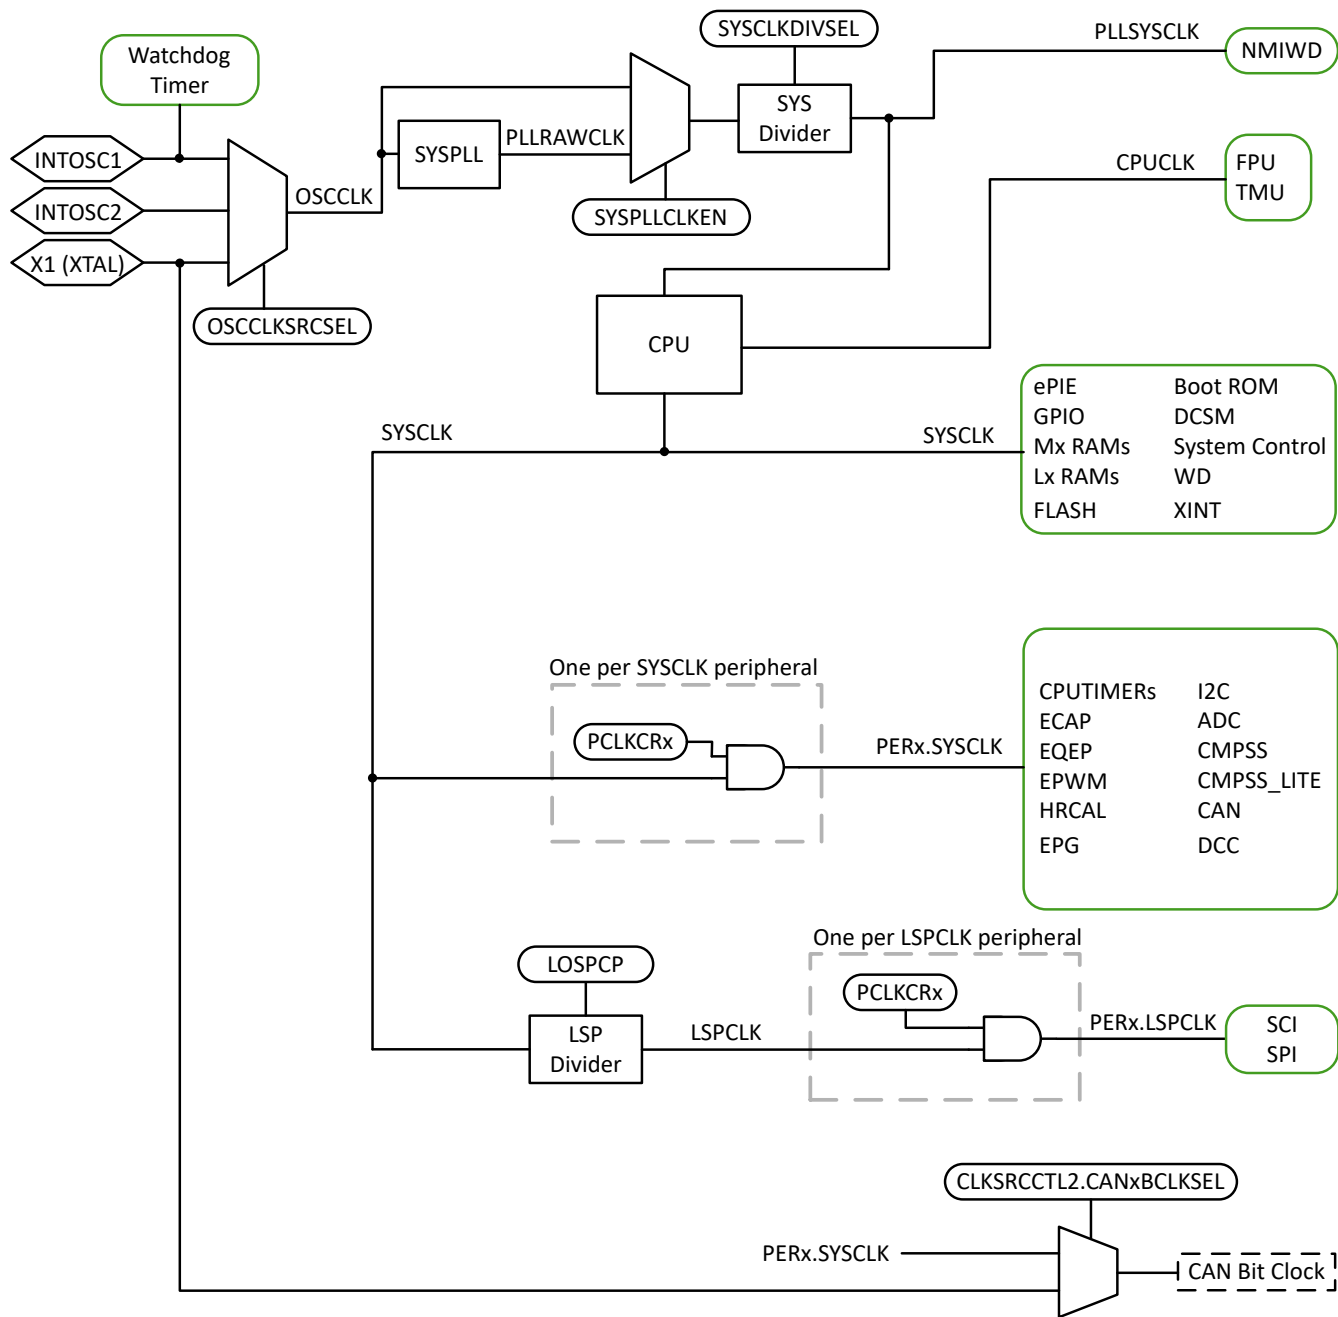 SYSCLKDIVSEL
PLLSYSCLK
NMIWD
Watchdog
Timer
SYS
Divider
INTOSC1
SYSPLL
PLLRAWCLK
CPUCLK
FPU
TMU
OSCCLK
INTOSC2
SYSPLLCLKEN
X1 (XTAL)
OSCCLKSRCSEL
CPU
ePIE
Boot ROM
GPIO
DCSM
SYSCLK
SYSCLK
Mx RAMs
System Control
Lx RAMs
WD
FLASH
XINT
One per SYSCLK peripheral
CPUTIMERs
I2C
ECAP
ADC
PCLKCRx
PERx.SYSCLK
EQEP
CMPSS
EPWM
CMPSS_LITE
HRCAL
CAN
EPG
DCC
One per LSPCLK peripheral
LOSPCP
PCLKCRx
LSP
Divider
LSPCLK
PERx.LSPCLK
SCI
SPI
CLKSRCCTL2.CANxBCLKSEL
PERx.SYSCLK
CAN Bit Clock